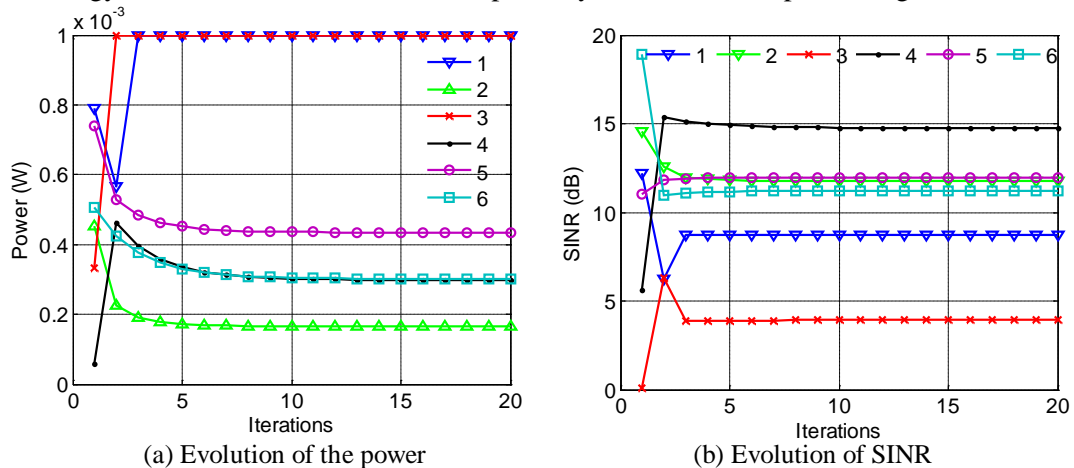 x 10⁻³
1
0.8
0.6
0.4
0.2
0
0 5 10 15 20
Power (W)
Iterations
1
2
3
4
5
6
(a) Evolution of the power
20
15
10
5
0
0 5 10 15 20
SINR (dB)
Iterations
1 2 3 4 5 6
(b) Evolution of SINR